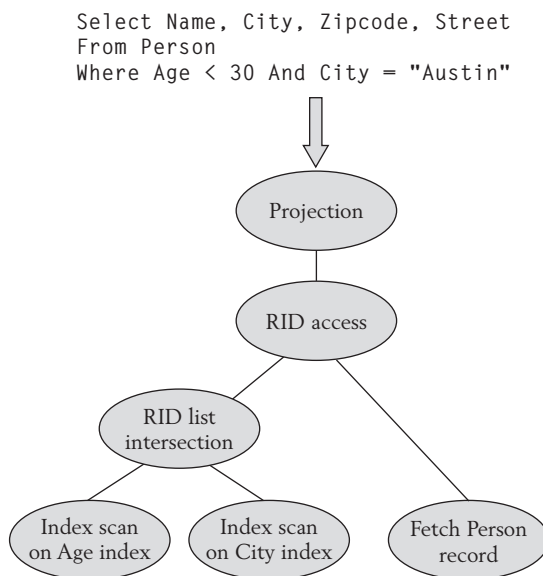 Select Name, City, Zipcode, Street
From Person
Where Age < 30 And City = "Austin"
Projection
RID access
RID list
intersection
Index scan
on Age index
Index scan
on City index
Fetch Person
record